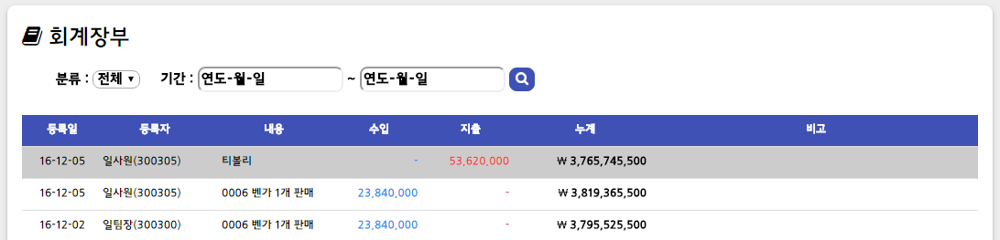 회계장부
분류 : 전체 ▼ 기간 : 연도-월-일 ~ 연도-월-일
등록일 등록자 내용 수입 지출 누계 비고
16-12-05 일사원(300305) 티볼리 - 53,620,000 ₩ 3,765,745,500
16-12-05 일사원(300305) 0006 벤가 1개 판매 23,840,000 - ₩ 3,819,365,500
16-12-02 일팀장(300300) 0006 벤가 1개 판매 23,840,000 - ₩ 3,795,525,500